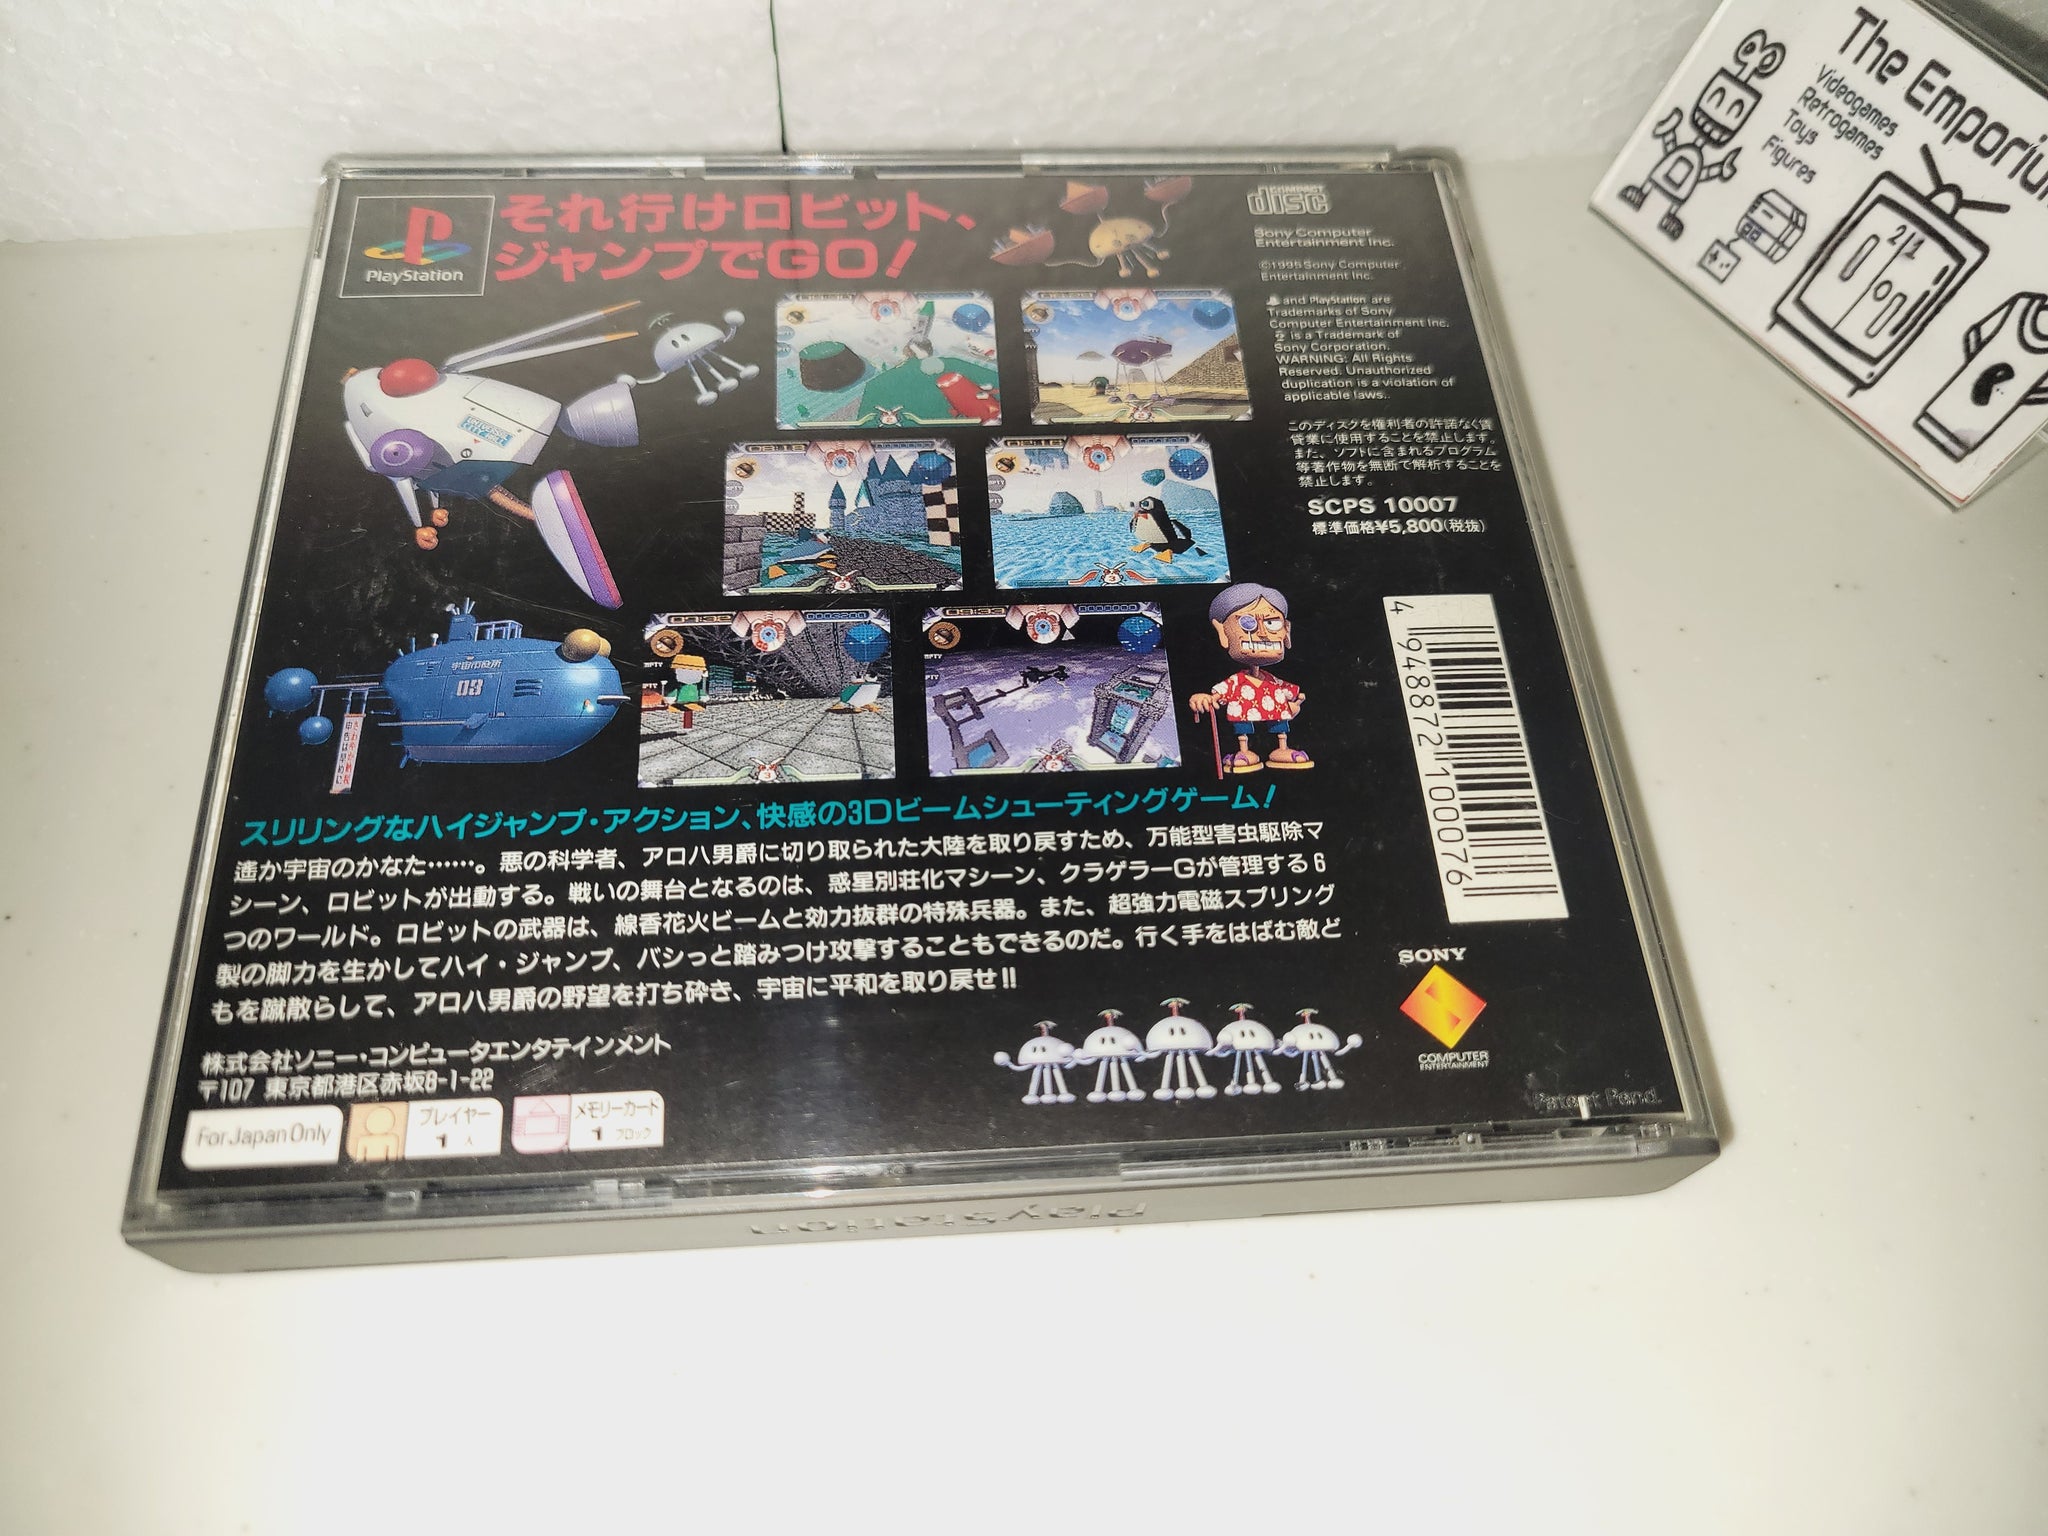 The Emporium
Videogames
Retrogames
Toys
Figures
PlayStation
それ行けロビット、
ジャンプでGO!
COMPACT
disc
Sony Computer
Entertainment Inc.
©1995 Sony Computer
Entertainment Inc.
and PlayStation are
Trademarks of Sony
Computer Entertainment Inc.
is a Trademark of
Sony Corporation.
WARNING: All Rights
Reserved. Unauthorized
duplication is a violation of
applicable laws.
このディスクを権利者の許諾なく賃
貸業に使用することを禁止します。
また、ソフトに含まれるプログラム
等著作物を無断で解析することを
禁止します。
SCPS 10007
標準価格¥5,800(税抜)
宇宙市役所
03
4 948872 100076
スリリングなハイジャンプ・アクション、快感の3Dビームシューティングゲーム!
遙か宇宙のかなた……。悪の科学者、アロハ男爵に切り取られた大陸を取り戻すため、万能型害虫駆除マ
シーン、ロビットが出動する。戦いの舞台となるのは、惑星別荘化マシーン、クラゲラーGが管理する6
つのワールド。ロビットの武器は、線香花火ビームと効力抜群の特殊兵器。また、超強力電磁スプリング
製の脚力を生かしてハイ・ジャンプ、バシっと踏みつけ攻撃することもできるのだ。行く手をはばむ敵ど
もを蹴散らして、アロハ男爵の野望を打ち砕き、宇宙に平和を取り戻せ!!
株式会社ソニー・コンピュータエンタテインメント
〒107 東京都港区赤坂8-1-22
For Japan Only
プレイヤー
1人
メモリーカード
1ブロック
SONY
COMPUTER
ENTERTAINMENT
Patent Pend.
PlayStation